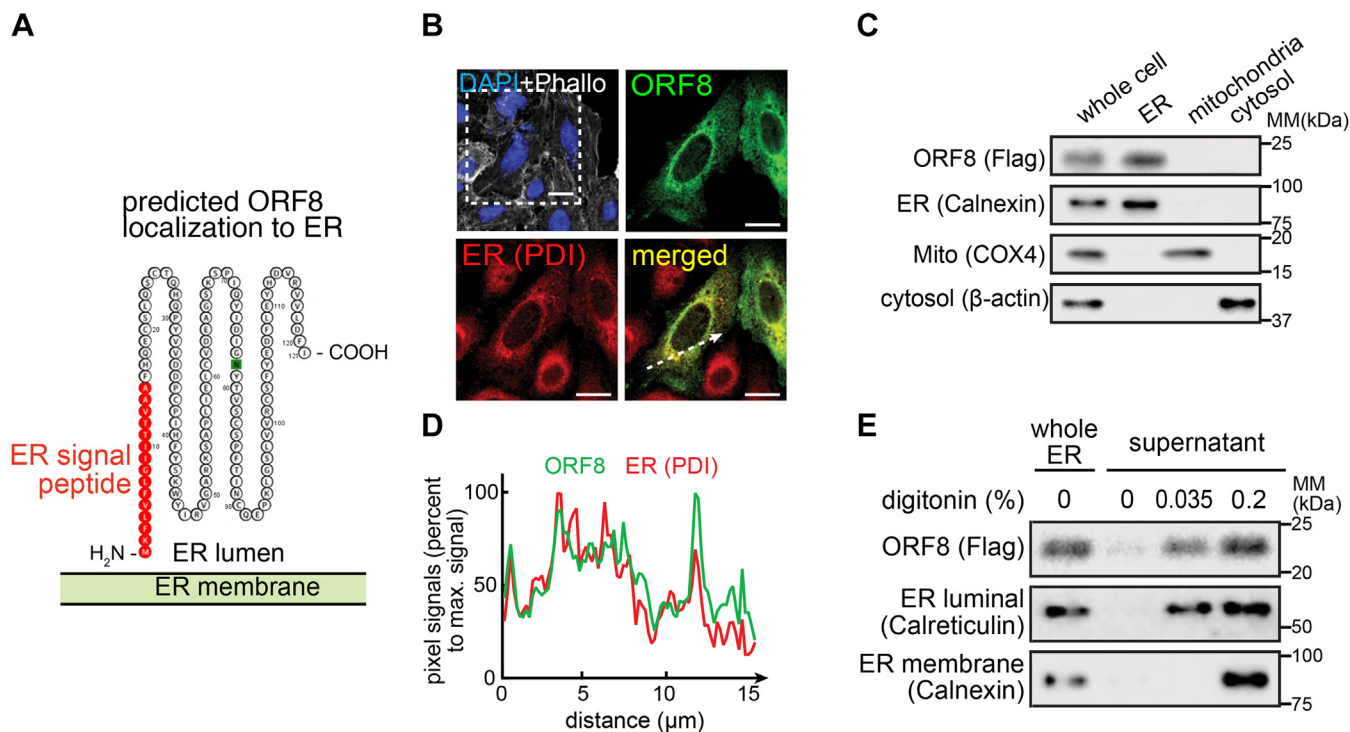 A
predicted ORF8
localization to ER
- COOH
ER signal
peptide
H2N -
ER lumen
ER membrane
B
DAPI+Phallo
ORF8
ER (PDI)
merged
C
whole cell
ER
mitochondria
cytosol
MM(kDa)
ORF8 (Flag)
25
ER (Calnexin)
100
75
Mito (COX4)
20
15
cytosol (β-actin)
37
D
ORF8 ER (PDI)
pixel signals (percent
to max. signal)
100
50
0
0 5 10 15
distance (µm)
E
whole
ER
supernatant
digitonin (%) 0 0 0.035 0.2
MM
(kDa)
ORF8 (Flag)
25
20
ER luminal
(Calreticulin)
50
ER membrane
(Calnexin)
100
75